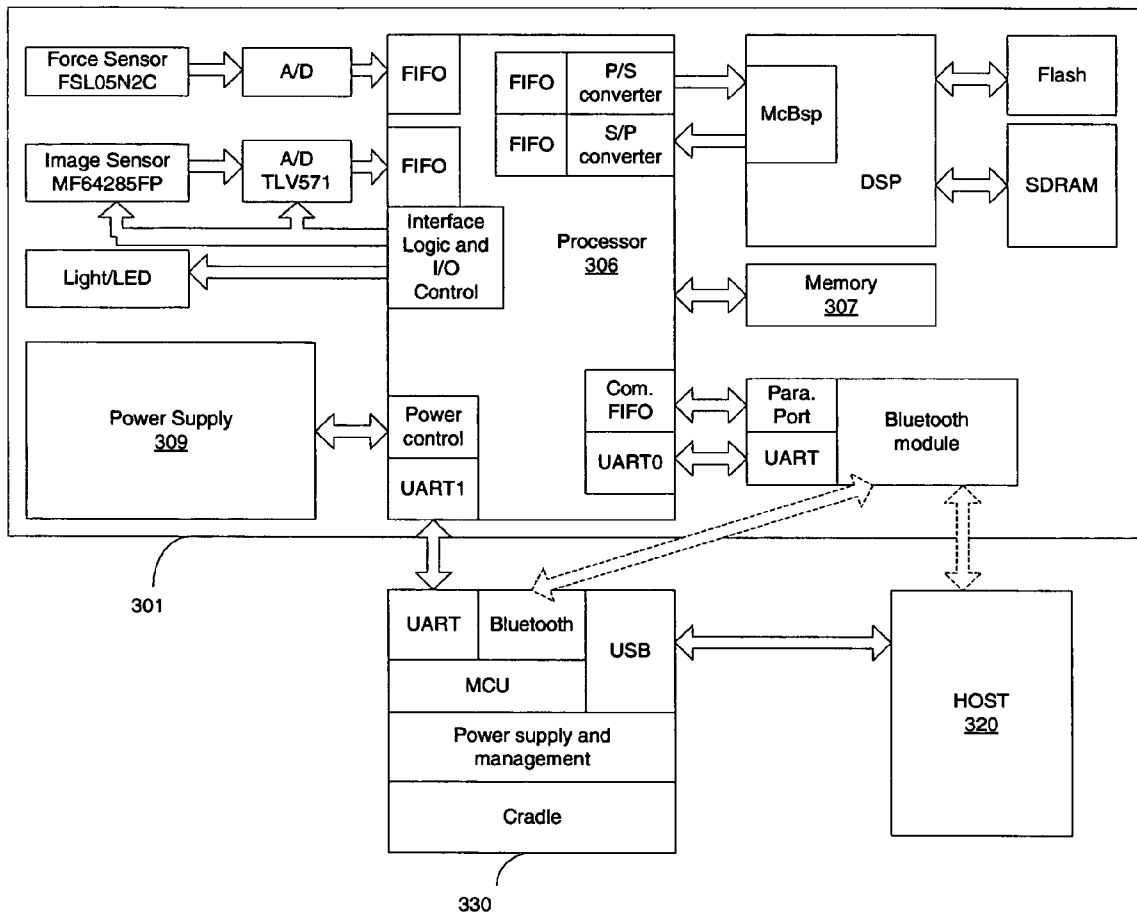 Force Sensor
FSL05N2C
A/D
FIFO
FIFO
P/S
converter
McBsp
FIFO
S/P
converter
DSP
Flash
SDRAM
Image Sensor
MF64285FP
A/D
TLV571
FIFO
Interface
Logic and
I/O
Control
Light/LED
Processor
306
Memory
307
Power Supply
309
Power
control
UART1
Com.
FIFO
UART0
Para.
Port
UART
Bluetooth
module
301
UART
Bluetooth
USB
MCU
Power supply and
management
Cradle
330
HOST
320